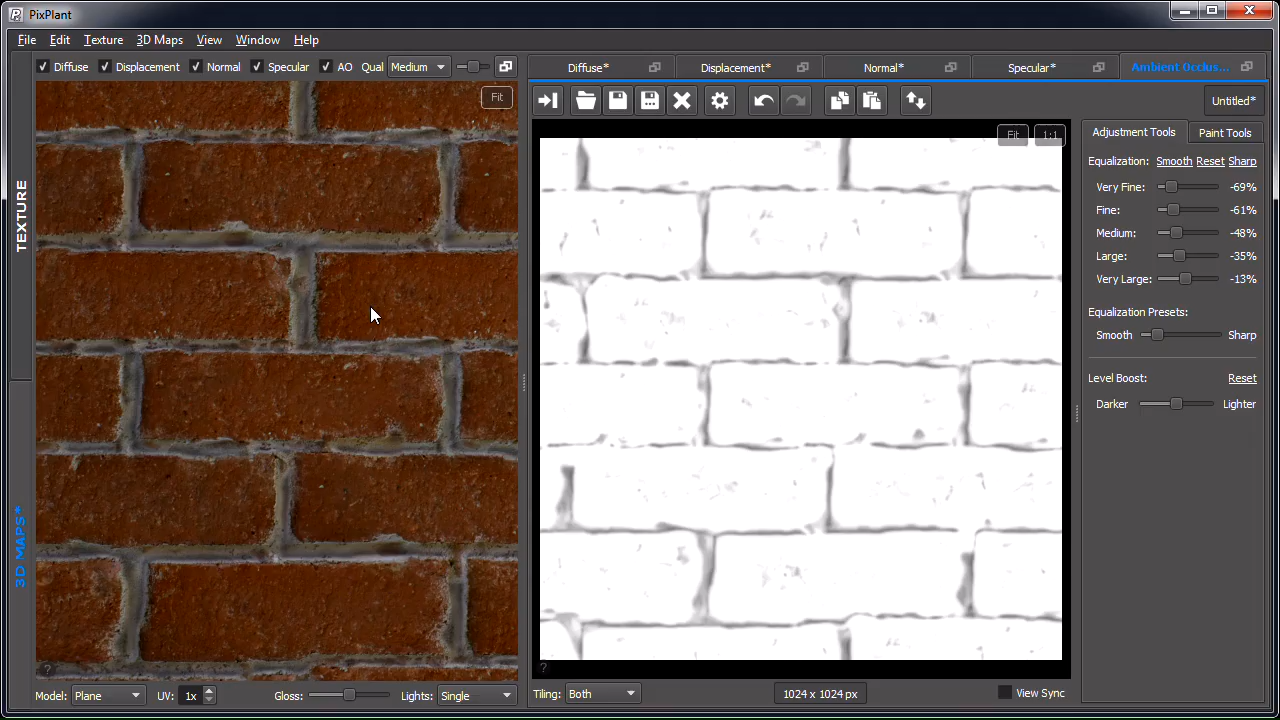 PixPlant
File Edit Texture 3D Maps View Window Help
Diffuse Displacement Normal Specular AO Qual Medium
Diffuse* Displacement* Normal* Specular* Ambient Occlus...
Untitled*
Fit
Fit 1:1
Adjustment Tools Paint Tools
Equalization: Smooth Reset Sharp
Very Fine: -69%
Fine: -61%
Medium: -48%
Large: -35%
Very Large: -13%
Equalization Presets:
Smooth Sharp
Level Boost: Reset
Darker Lighter
TEXTURE
3D MAPS*
?
?
Model: Plane UV: 1x Gloss: Lights: Single
Tiling: Both 1024 x 1024 px View Sync